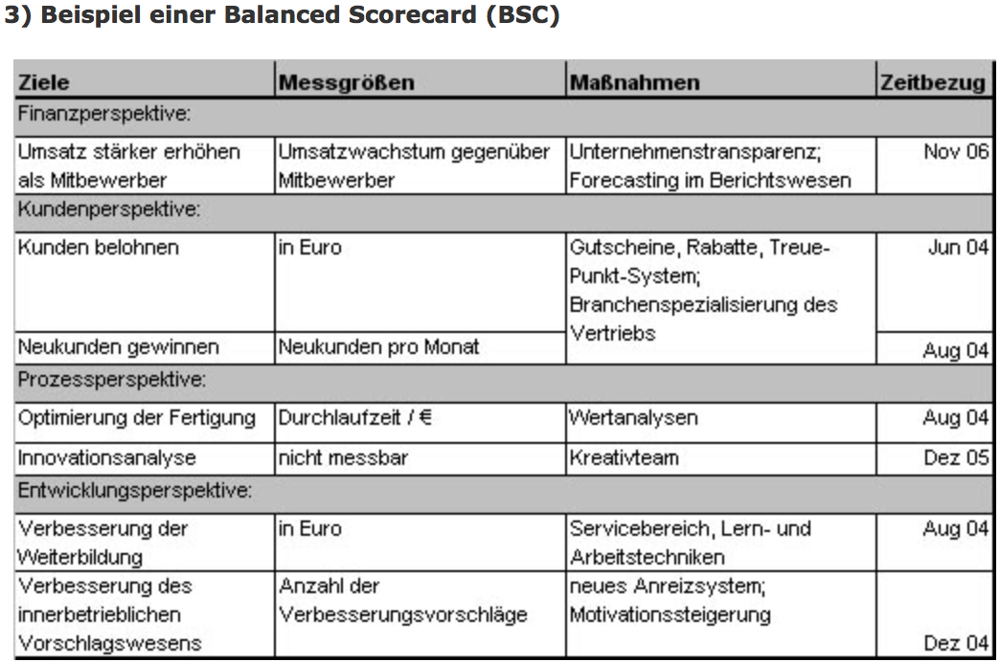 3) Beispiel einer Balanced Scorecard (BSC)
Ziele Messgrößen Maßnahmen Zeitbezug
Finanzperspektive:
Umsatz stärker erhöhen Umsatzwachstum gegenüber Unternehmenstransparenz; Nov 06
als Mitbewerber Mitbewerber Forecasting im Berichtswesen
Kundenperspektive:
Kunden belohnen in Euro Gutscheine, Rabatte, Treue- Jun 04
Punkt-System;
Branchenspezialisierung des
Vertriebs
Neukunden gewinnen Neukunden pro Monat Aug 04
Prozessperspektive:
Optimierung der Fertigung Durchlaufzeit / € Wertanalysen Aug 04
Innovationsanalyse nicht messbar Kreativteam Dez 05
Entwicklungsperspektive:
Verbesserung der in Euro Servicebereich, Lern- und Aug 04
Weiterbildung Arbeitstechniken
Verbesserung des Anzahl der neues Anreizsystem;
innerbetrieblichen Verbesserungsvorschläge Motivationssteigerung
Vorschlagswesens Dez 04